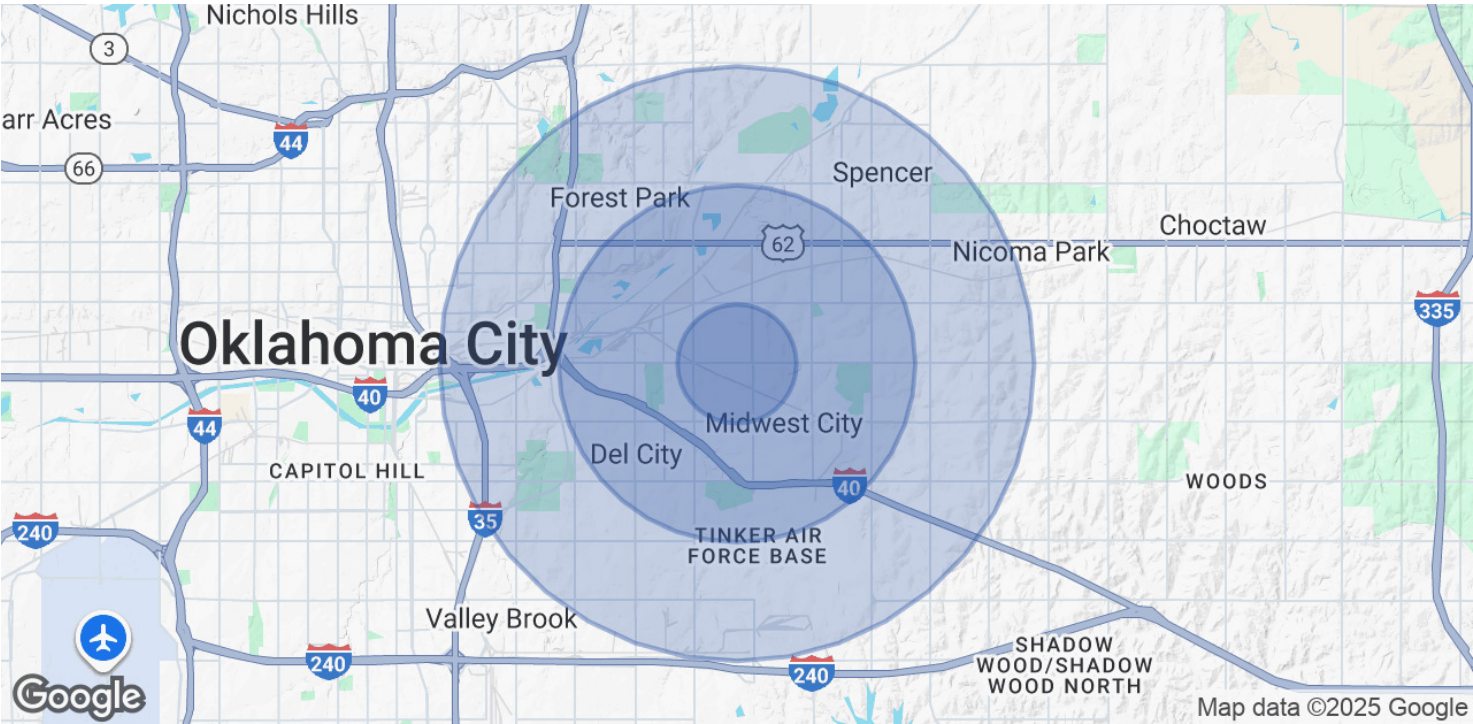 Nichols Hills
3
arr Acres
44
66
Spencer
Forest Park
Choctaw
62
Nicoma Park
335
Oklahoma City
40
44
Midwest City
Del City
CAPITOL HILL
40
WOODS
35
240
TINKER AIR
FORCE BASE
Valley Brook
SHADOW
WOOD/SHADOW
WOOD NORTH
240
240
Google
Map data ©2025 Google